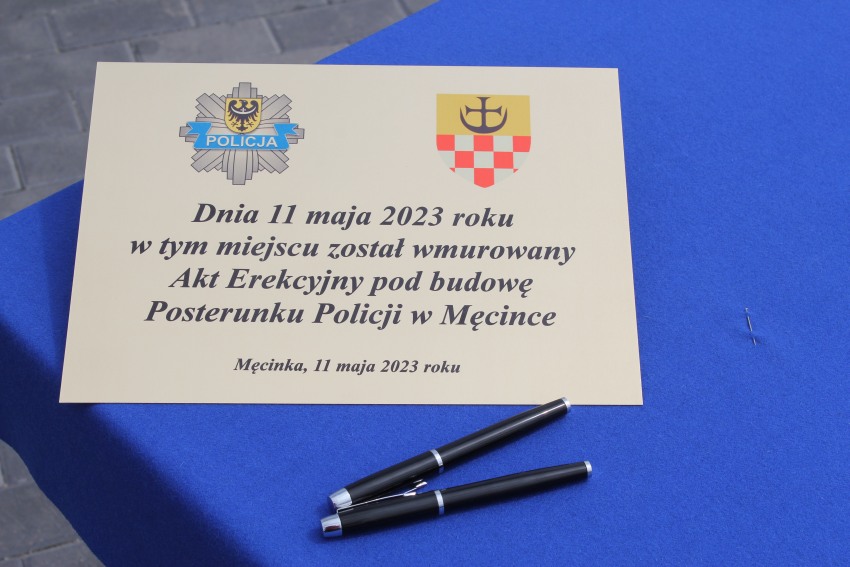 POLICJA
Dnia 11 maja 2023 roku
w tym miejscu został wmurowany
Akt Erekcyjny pod budowę
Posterunku Policji w Męcince
Męcinka, 11 maja 2023 roku